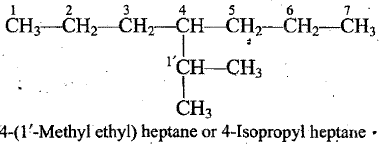 1 2 3 4 5 6 7
CH₃—CH₂—CH₂—CH—CH₂—CH₂—CH₃
1′CH—CH₃
CH₃
4-(1′-Methyl ethyl) heptane or 4-Isopropyl heptane